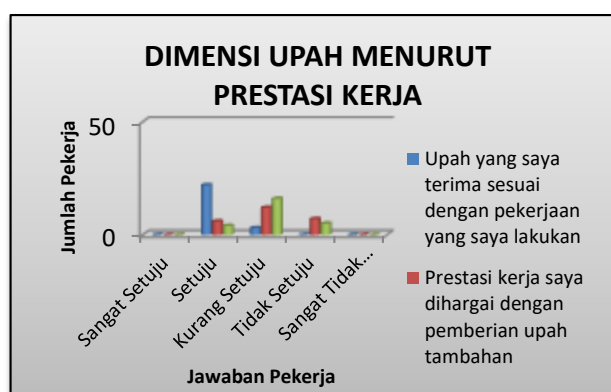 DIMENSI UPAH MENURUT
PRESTASI KERJA
50
0
Jumlah Pekerja
Sangat Setuju
Setuju
Kurang Setuju
Tidak Setuju
Sangat Tidak...
Jawaban Pekerja
Upah yang saya
terima sesuai
dengan pekerjaan
yang saya lakukan
Prestasi kerja saya
dihargai dengan
pemberian upah
tambahan